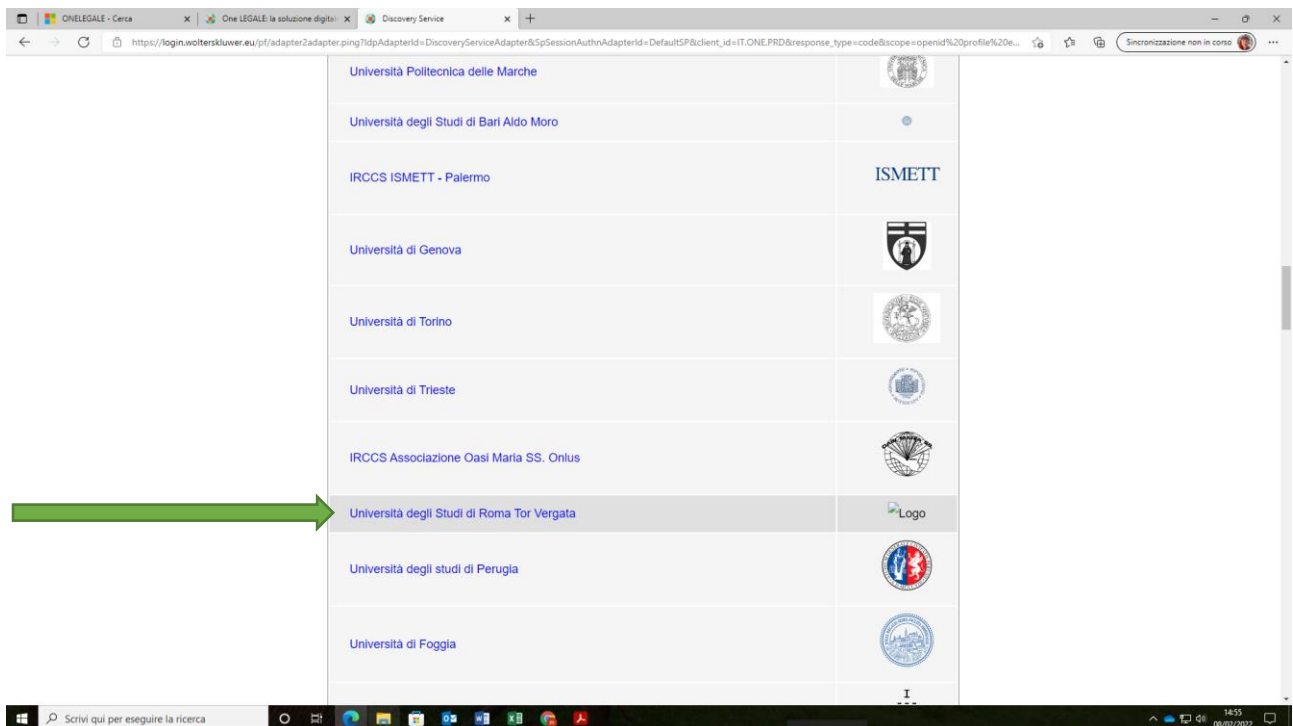 ONELEGALE - Cerca
One LEGALE: la soluzione digital
Discovery Service
https://login.wolterskluwer.eu/pf/adapter2adapter.ping?IdpAdapterId=DiscoveryServiceAdapter&SpSessionAuthnAdapterId=DefaultSP&client_id=IT.ONE.PRD&response_type=code&scope=openid%20profile%20e...
Sincronizzazione non in corso
Università Politecnica delle Marche
Università degli Studi di Bari Aldo Moro
IRCCS ISMETT - Palermo
ISMETT
Università di Genova
Università di Torino
Università di Trieste
IRCCS Associazione Oasi Maria SS. Onlus
Università degli Studi di Roma Tor Vergata
Logo
Università degli studi di Perugia
Università di Foggia
Scrivi qui per eseguire la ricerca
14:55
08/02/2022